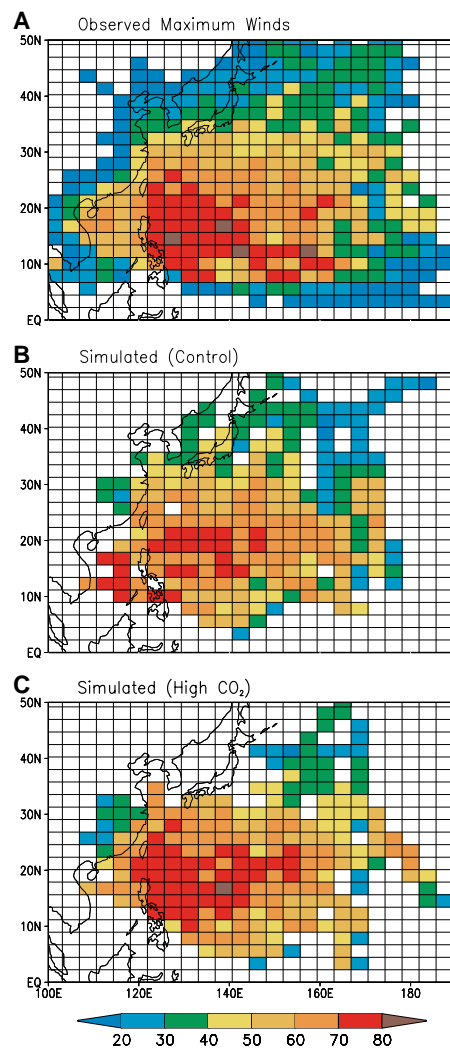 A
Observed Maximum Winds
50N
40N
30N
20N
10N
EQ
B
Simulated (Control)
50N
40N
30N
20N
10N
EQ
C
Simulated (High CO₂)
50N
40N
30N
20N
10N
EQ
100E 120E 140E 160E 180
20 30 40 50 60 70 80